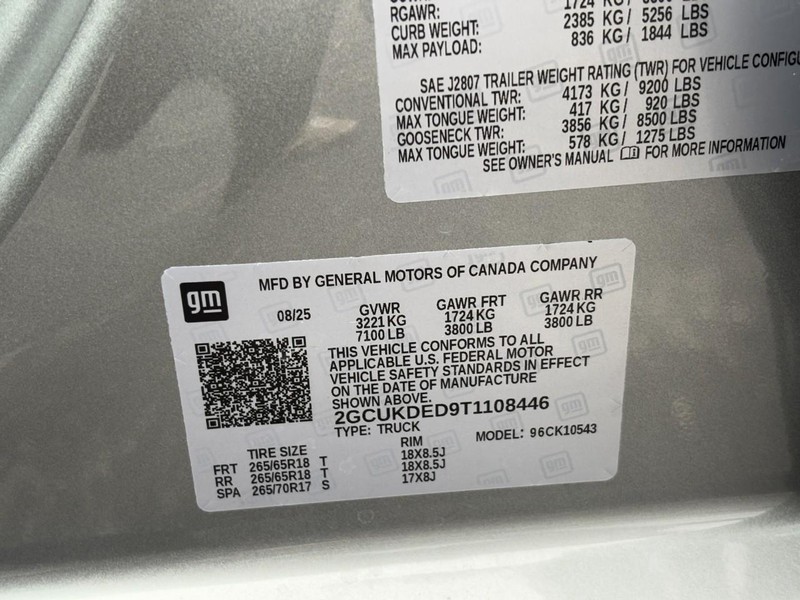 RGAWR: 1724 KG/ 3800 LBS
CURB WEIGHT: 2385 KG/ 5256 LBS
MAX PAYLOAD: 836 KG/ 1844 LBS
SAE J2807 TRAILER WEIGHT RATING (TWR) FOR VEHICLE CONFIGU
CONVENTIONAL TWR: 4173 KG/ 9200 LBS
MAX TONGUE WEIGHT: 417 KG/ 920 LBS
GOOSENECK TWR: 3856 KG/ 8500 LBS
MAX TONGUE WEIGHT: 578 KG/ 1275 LBS
SEE OWNER'S MANUAL FOR MORE INFORMATION
gm
MFD BY GENERAL MOTORS OF CANADA COMPANY
08/25 GVWR GAWR FRT GAWR RR
3221 KG 1724 KG 1724 KG
7100 LB 3800 LB 3800 LB
THIS VEHICLE CONFORMS TO ALL
APPLICABLE U.S. FEDERAL MOTOR
VEHICLE SAFETY STANDARDS IN EFFECT
ON THE DATE OF MANUFACTURE
SHOWN ABOVE.
2GCUKDED9T1108446
TYPE: TRUCK MODEL: 96CK10543
TIRE SIZE RIM
FRT 265/65R18 T 18X8.5J
RR 265/65R18 T 18X8.5J
SPA 265/70R17 S 17X8J